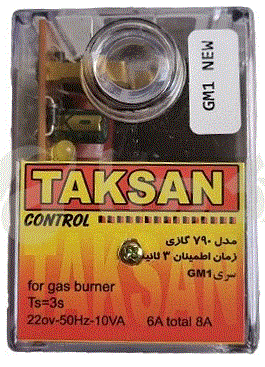 GM1 NEW
TAKSAN
CONTROL
مدل ۷۹۰ گازی
زمان اطمینان ۳ ثانیه
سری GM1
for gas burner
Ts=3s
220v-50Hz-10VA 6A total 8A